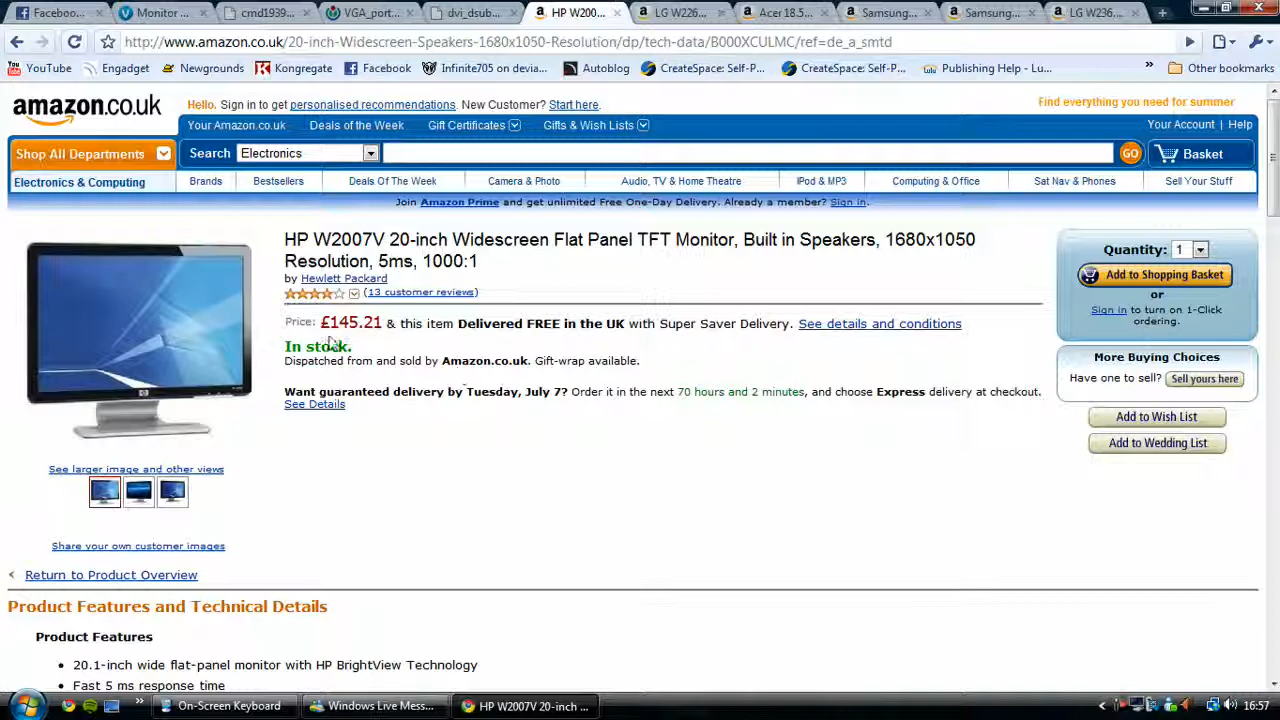 Faceboo...
Monitor
cmd1939
VGA_port
dvi_dsub
HP W200...
LG W226
Acer 18.5
Samsung
Samsung
LG W236
http://www.amazon.co.uk/20-inch-Widescreen-Speakers-1680x1050-Resolution/dp/tech-data/B000XCULMC/ref=de_a_smtd
You Tube YouTube
Engadget
Newgrounds
Kongregate
Facebook
Infinite705 on devia...
Autoblog
CreateSpace: Self-P...
CreateSpace: Self-P...
Publishing Help - Lu...
»
Other bookmarks
amazon.co.uk
Hello. Sign in to get personalised recommendations. New Customer? Start here.
Find everything you need for summer
Your Amazon.co.uk
Deals of the Week
Gift Certificates
Gifts & Wish Lists
Your Account | Help
Shop All Departments
Search
Electronics
GO
Basket
Electronics & Computing
Brands
Bestsellers
Deals Of The Week
Camera & Photo
Audio, TV & Home Theatre
iPod & MP3
Computing & Office
Sat Nav & Phones
Sell Your Stuff
Join Amazon Prime and get unlimited Free One-Day Delivery. Already a member? Sign in.
HP W2007V 20-inch Widescreen Flat Panel TFT Monitor, Built in Speakers, 1680x1050
Resolution, 5ms, 1000:1
by Hewlett Packard
(13 customer reviews)
Price: £145.21 & this item Delivered FREE in the UK with Super Saver Delivery. See details and conditions
In stock.
Dispatched from and sold by Amazon.co.uk. Gift-wrap available.
Want guaranteed delivery by Tuesday, July 7? Order it in the next 70 hours and 2 minutes, and choose Express delivery at checkout.
See Details
Quantity: 1
Add to Shopping Basket
or
Sign in to turn on 1-Click
ordering.
More Buying Choices
Have one to sell? Sell yours here
Add to Wish List
Add to Wedding List
See larger image and other views
Share your own customer images
Return to Product Overview
Product Features and Technical Details
Product Features
• 20.1-inch wide flat-panel monitor with HP BrightView Technology
• Fast 5 ms response time
»
On-Screen Keyboard
Windows Live Mess...
HP W2007V 20-inch ...
16:57